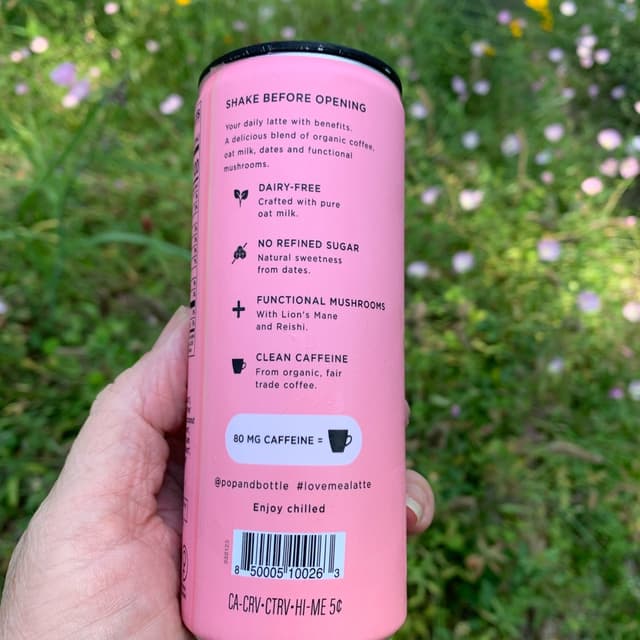 SHAKE BEFORE OPENING
Your daily latte with benefits.
A delicious blend of organic coffee,
oat milk, dates and functional
mushrooms.
DAIRY-FREE
Crafted with pure
oat milk.
NO REFINED SUGAR
Natural sweetness
from dates.
FUNCTIONAL MUSHROOMS
With Lion's Mane
and Reishi.
CLEAN CAFFEINE
From organic, fair
trade coffee.
80 MG CAFFEINE =
@popandbottle #lovemealatte
Enjoy chilled
8 50005 10026 3
CA-CRV•CTRV•HI-ME 5¢